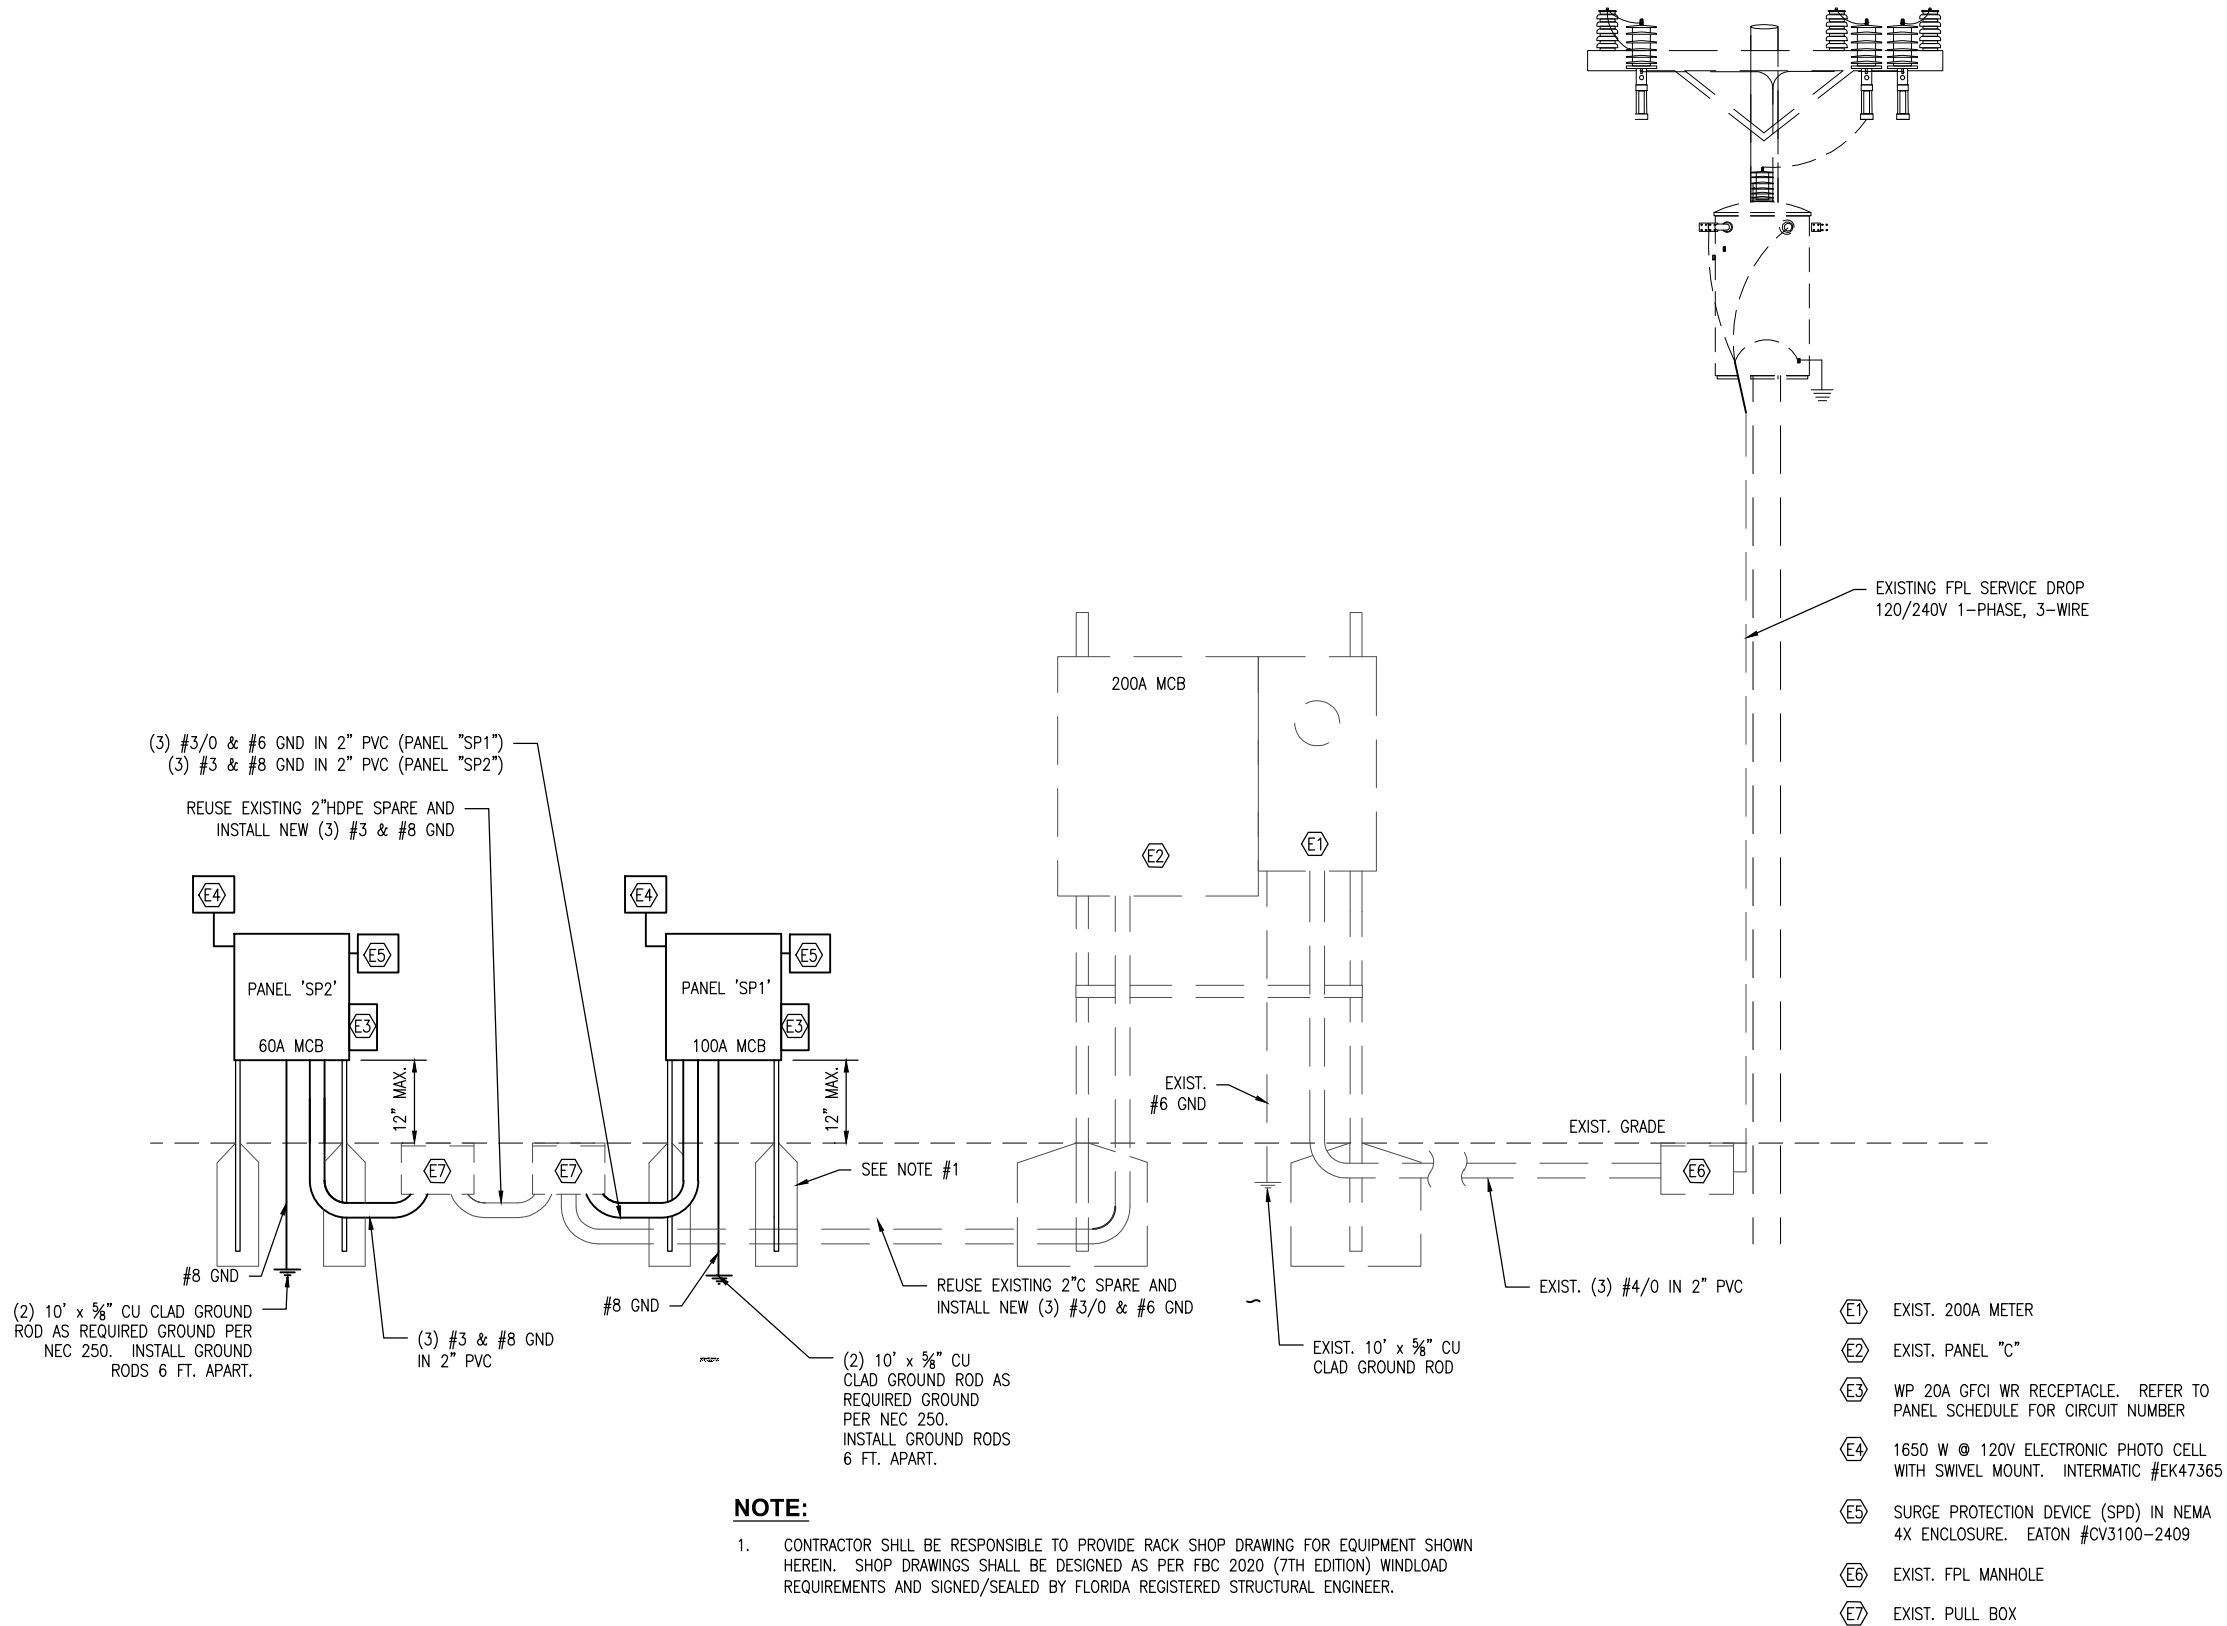 EXISTING FPL SERVICE DROP
120/240V 1-PHASE, 3-WIRE
200A MCB
(3) #3/0 & #6 GND IN 2" PVC (PANEL "SP1")
(3) #3 & #8 GND IN 2" PVC (PANEL "SP2")
REUSE EXISTING 2"HDPE SPARE AND
INSTALL NEW (3) #3 & #8 GND
E2
E1
E4
E4
E5
E5
PANEL 'SP2'
PANEL 'SP1'
E3
E3
60A MCB
100A MCB
12" MAX.
12" MAX.
EXIST.
#6 GND
EXIST. GRADE
E7
E7
SEE NOTE #1
E6
#8 GND
(2) 10' x ⅝" CU CLAD GROUND
ROD AS REQUIRED GROUND PER
NEC 250. INSTALL GROUND
RODS 6 FT. APART.
(3) #3 & #8 GND
IN 2" PVC
#8 GND
(2) 10' x ⅝" CU
CLAD GROUND ROD AS
REQUIRED GROUND
PER NEC 250.
INSTALL GROUND RODS
6 FT. APART.
REUSE EXISTING 2"C SPARE AND
INSTALL NEW (3) #3/0 & #6 GND
EXIST. 10' x ⅝" CU
CLAD GROUND ROD
EXIST. (3) #4/0 IN 2" PVC
E1 EXIST. 200A METER
E2 EXIST. PANEL "C"
E3 WP 20A GFCI WR RECEPTACLE. REFER TO
PANEL SCHEDULE FOR CIRCUIT NUMBER
E4 1650 W @ 120V ELECTRONIC PHOTO CELL
WITH SWIVEL MOUNT. INTERMATIC #EK47365
E5 SURGE PROTECTION DEVICE (SPD) IN NEMA
4X ENCLOSURE. EATON #CV3100-2409
E6 EXIST. FPL MANHOLE
E7 EXIST. PULL BOX
NOTE:
1. CONTRACTOR SHLL BE RESPONSIBLE TO PROVIDE RACK SHOP DRAWING FOR EQUIPMENT SHOWN
HEREIN. SHOP DRAWINGS SHALL BE DESIGNED AS PER FBC 2020 (7TH EDITION) WINDLOAD
REQUIREMENTS AND SIGNED/SEALED BY FLORIDA REGISTERED STRUCTURAL ENGINEER.